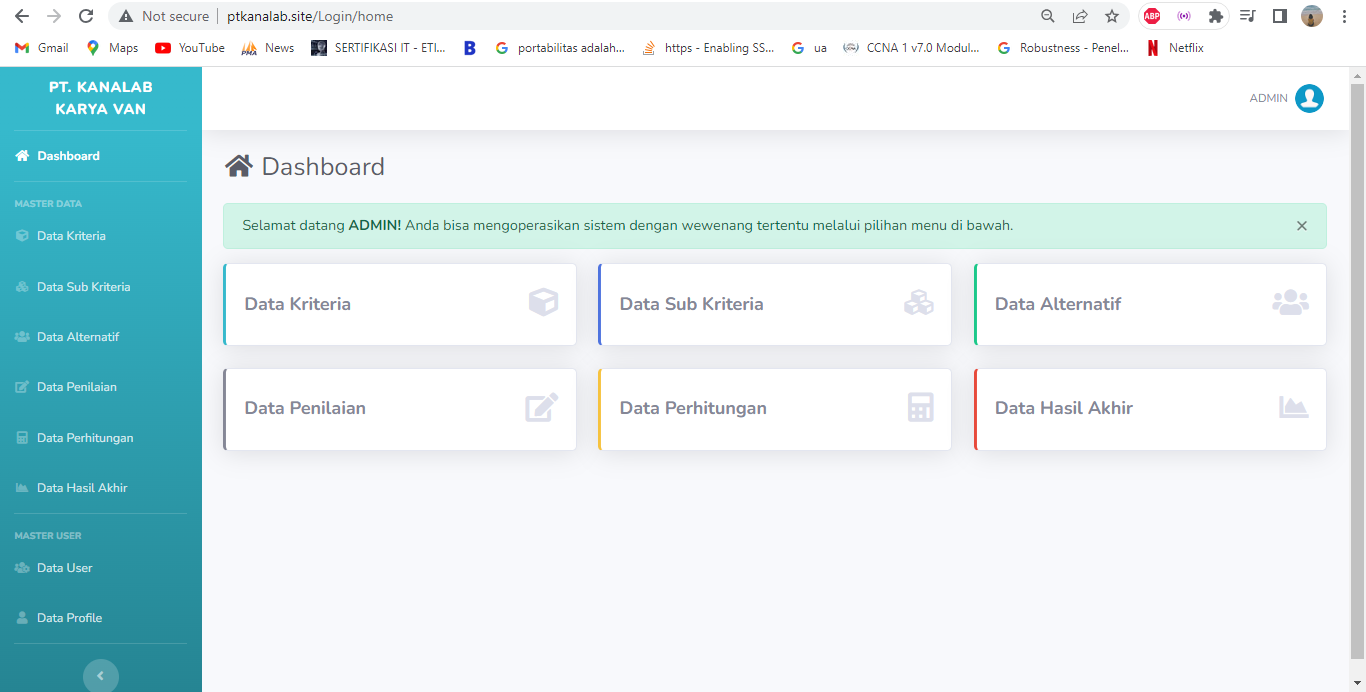 Not secure ptkanalab.site/Login/home
ABP
Gmail Maps YouTube News SERTIFIKASI IT - ETI... B portabilitas adalah... https - Enabling SS... ua CCNA 1 v7.0 Modul... Robustness - Penel... Netflix
PT. KANALAB
KARYA VAN
ADMIN
Dashboard
MASTER DATA
Data Kriteria
Data Sub Kriteria
Data Alternatif
Data Penilaian
Data Perhitungan
Data Hasil Akhir
MASTER USER
Data User
Data Profile
Dashboard
Selamat datang ADMIN! Anda bisa mengoperasikan sistem dengan wewenang tertentu melalui pilihan menu di bawah. ×
Data Kriteria
Data Sub Kriteria
Data Alternatif
Data Penilaian
Data Perhitungan
Data Hasil Akhir